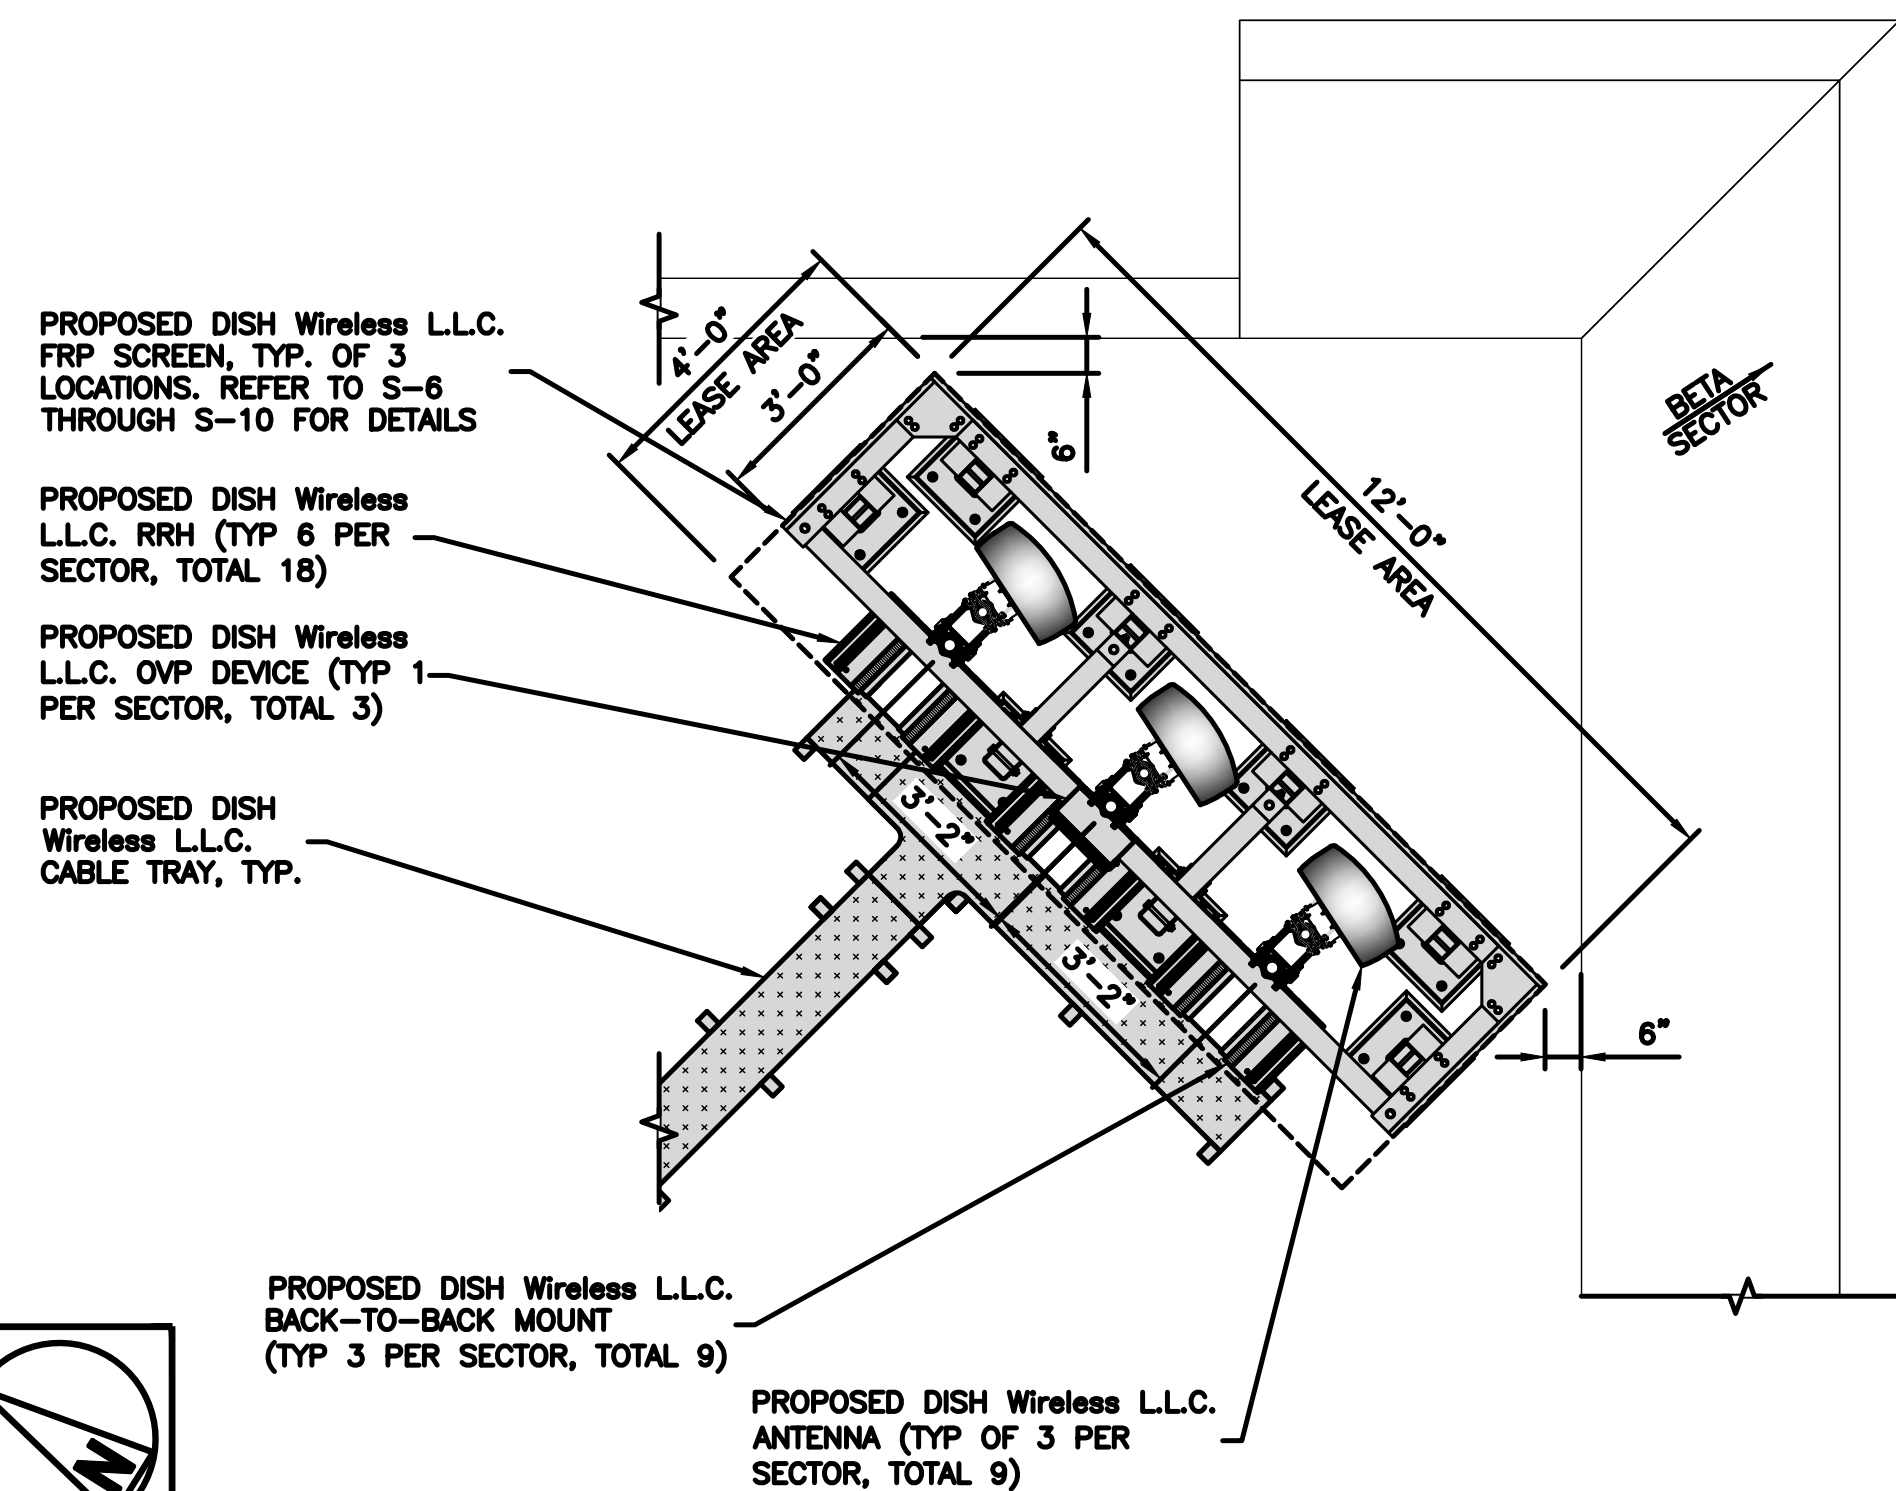 PROPOSED DISH Wireless L.L.C.
FRP SCREEN, TYP. OF 3
LOCATIONS. REFER TO S-6
THROUGH S-10 FOR DETAILS
PROPOSED DISH Wireless
L.L.C. RRH (TYP 6 PER
SECTOR, TOTAL 18)
PROPOSED DISH Wireless
L.L.C. OVP DEVICE (TYP 1
PER SECTOR, TOTAL 3)
PROPOSED DISH
Wireless L.L.C.
CABLE TRAY, TYP.
4'-0"
LEASE AREA
3'-0"
6"
12'-0"
LEASE AREA
BETA
SECTOR
3'-2"
3'-2"
6"
PROPOSED DISH Wireless L.L.C.
BACK-TO-BACK MOUNT
(TYP 3 PER SECTOR, TOTAL 9)
PROPOSED DISH Wireless L.L.C.
ANTENNA (TYP OF 3 PER
SECTOR, TOTAL 9)
N